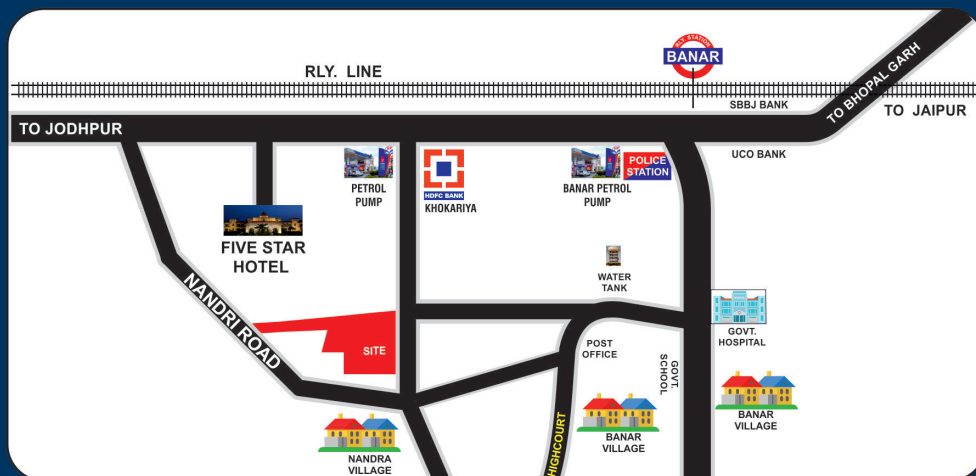 RLY. STATION
BANAR
RLY. LINE
SBBJ BANK
TO BHOPAL GARH
TO JAIPUR
TO JODHPUR
UCO BANK
PETROL
PUMP
HDFC BANK
KHOKARIYA
BANAR PETROL
PUMP
POLICE
STATION
FIVE STAR
HOTEL
WATER
TANK
NANDRI ROAD
SITE
POST
OFFICE
GOVT.
SCHOOL
GOVT.
HOSPITAL
HIGHCOURT
BANAR
VILLAGE
BANAR
VILLAGE
NANDRA
VILLAGE